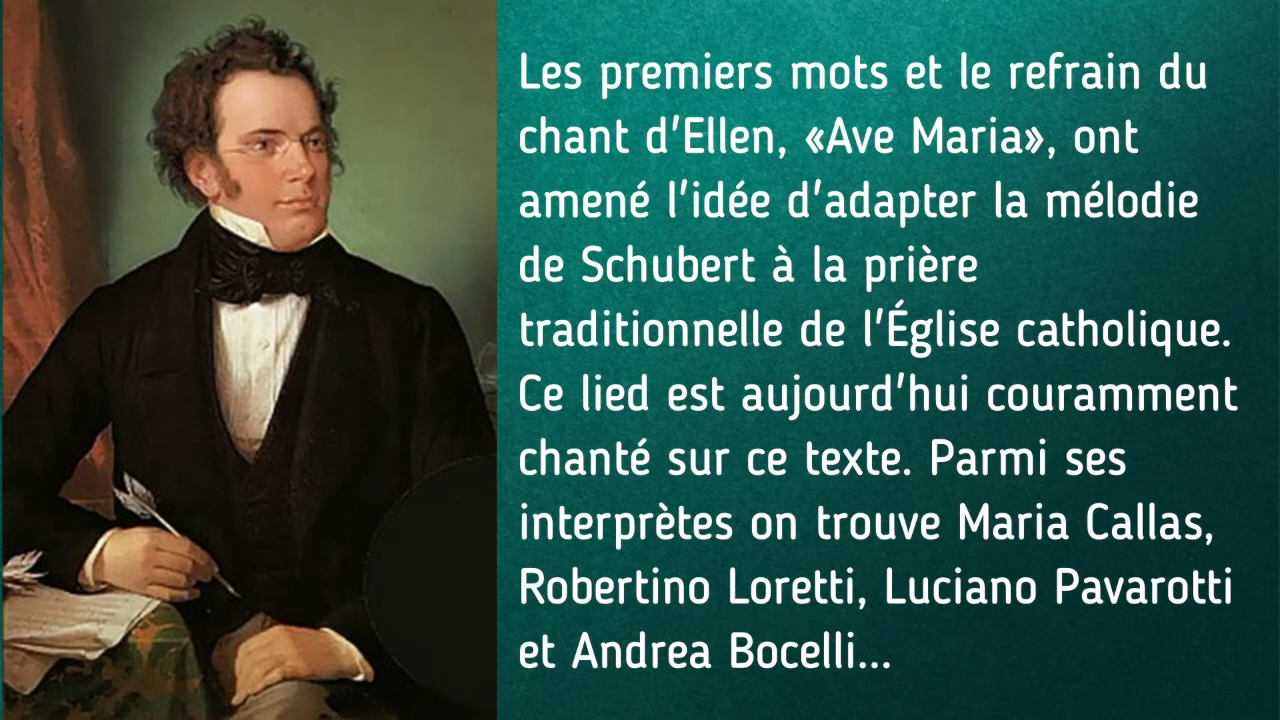 Les premiers mots et le refrain du
chant d'Ellen, «Ave Maria», ont
amené l'idée d'adapter la mélodie
de Schubert à la prière
traditionnelle de l'Église catholique.
Ce lied est aujourd'hui couramment
chanté sur ce texte. Parmi ses
interprètes on trouve Maria Callas,
Robertino Loretti, Luciano Pavarotti
et Andrea Bocelli...